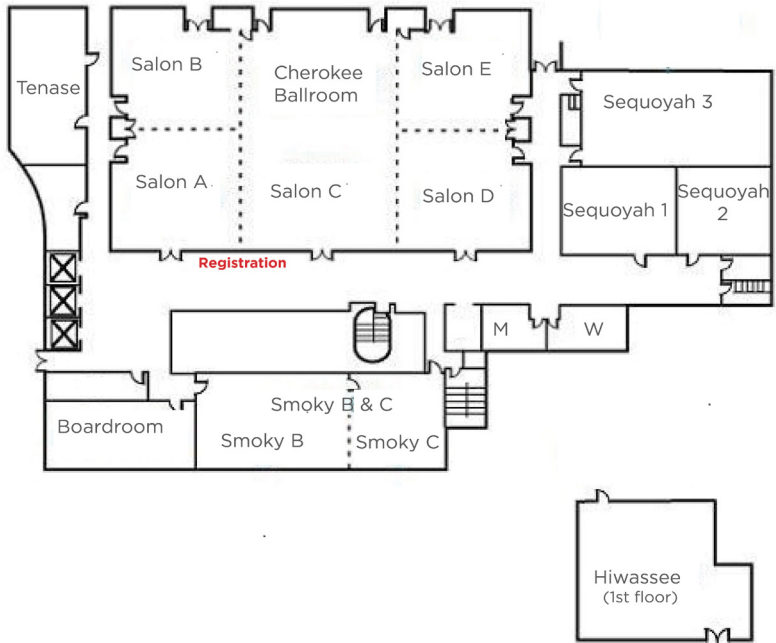 Salon B
Cherokee
Ballroom
Salon E
Tenase
Sequoyah 3
Salon A
Salon C
Salon D
Sequoyah 1
Sequoyah
2
Registration
M
W
Smoky B & C
Boardroom
Smoky B
Smoky C
Hiwassee
(1st floor)